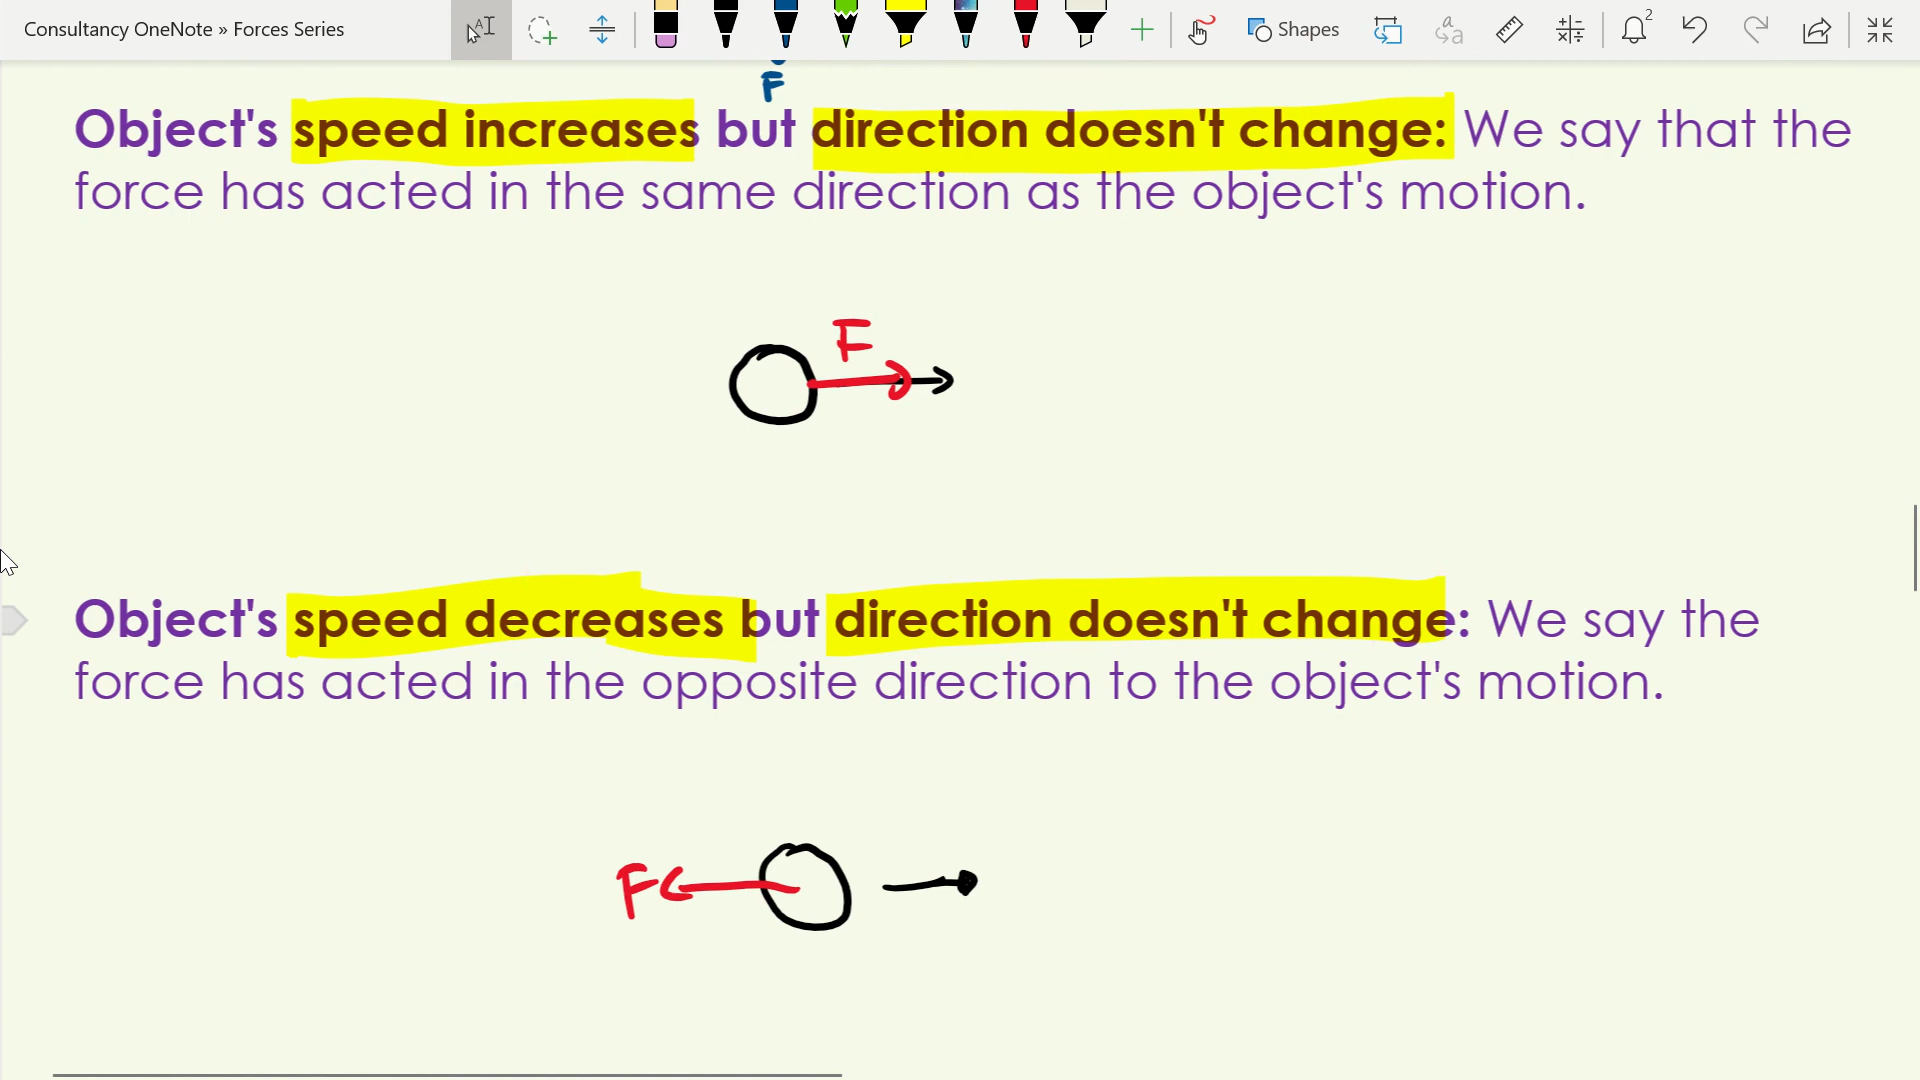 Consultancy OneNote » Forces Series
Shapes
2
F
Object's speed increases but direction doesn't change: We say that the
force has acted in the same direction as the object's motion.
F
Object's speed decreases but direction doesn't change: We say the
force has acted in the opposite direction to the object's motion.
F